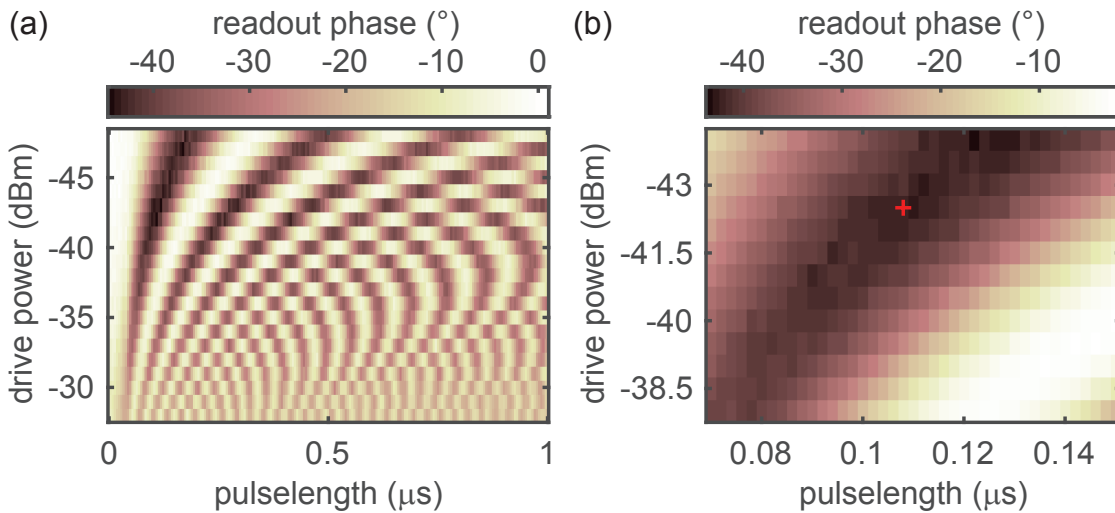 (a)
readout phase (°)
-40 -30 -20 -10 0
drive power (dBm)
-45
-40
-35
-30
0 0.5 1
pulselength (μs)
(b)
readout phase (°)
-40 -30 -20 -10
drive power (dBm)
-43
-41.5
-40
-38.5
0.08 0.1 0.12 0.14
pulselength (μs)